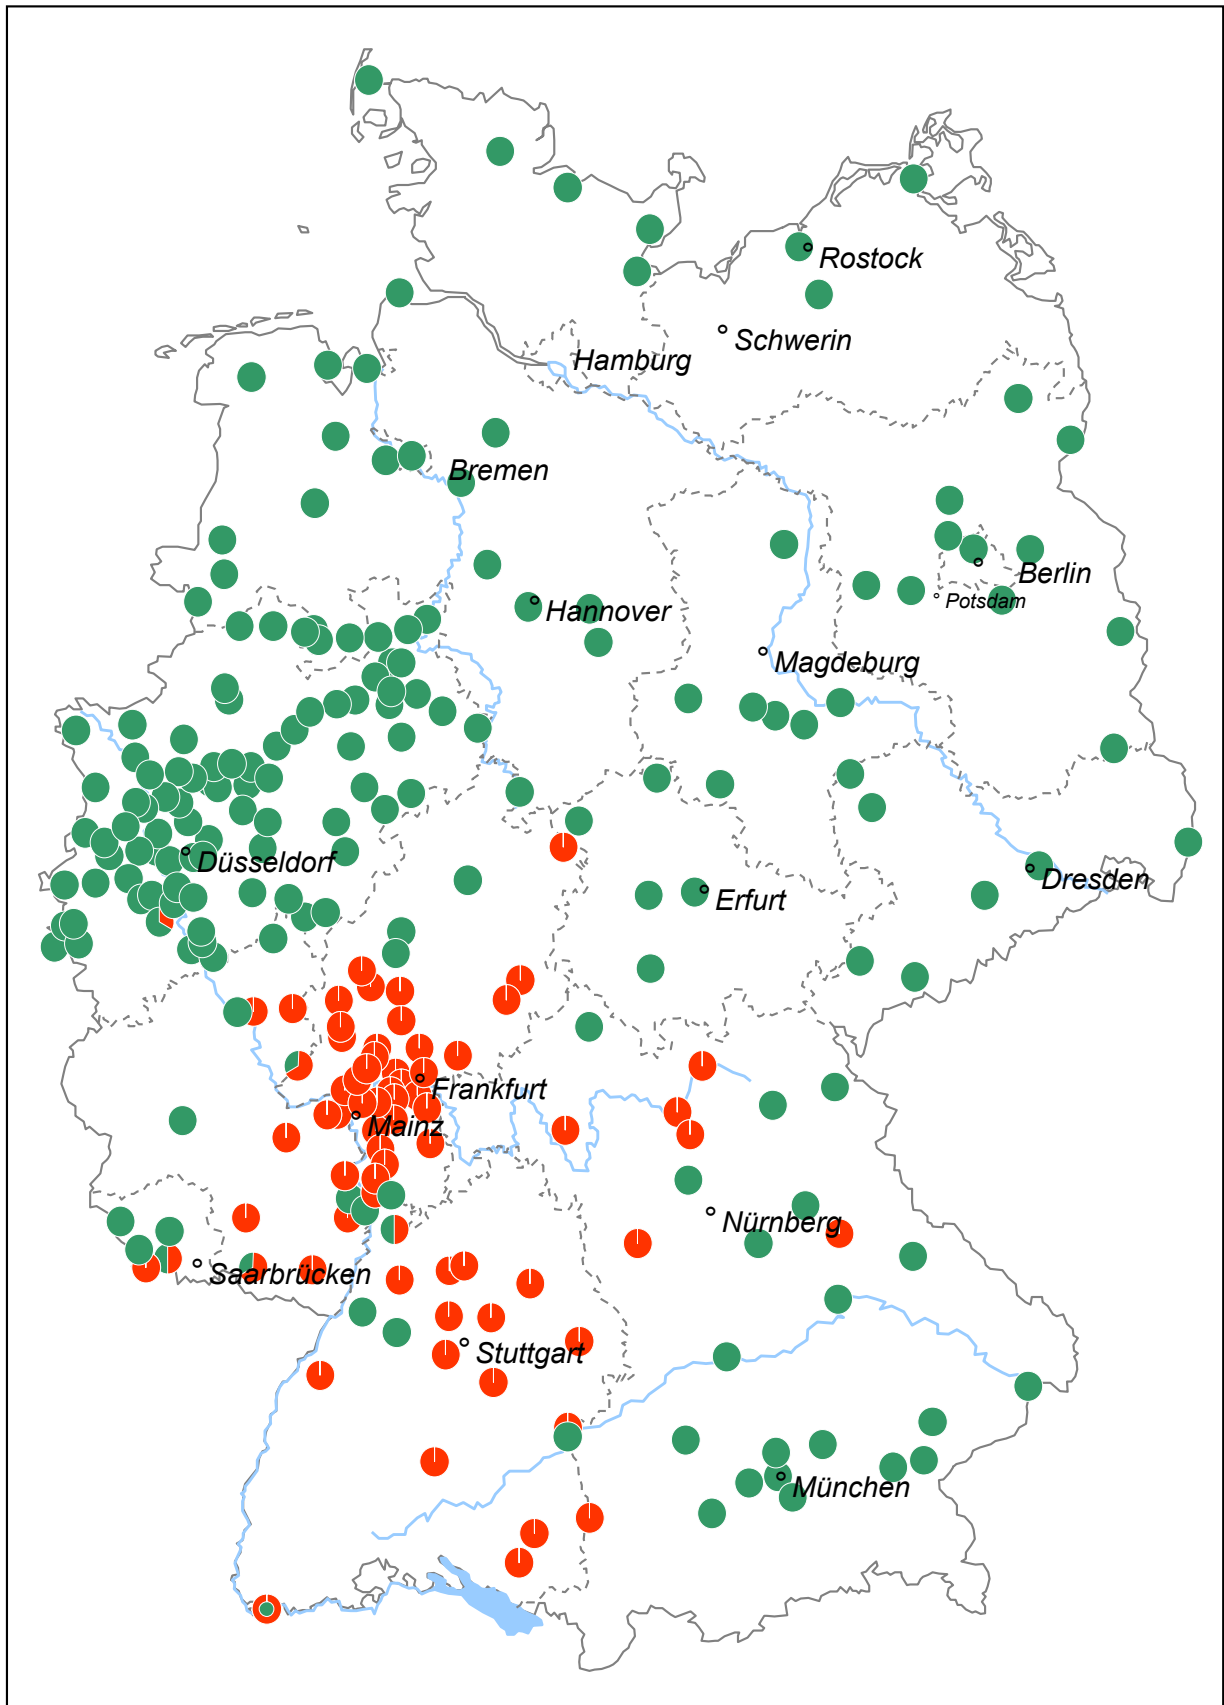 Rostock
Schwerin
Hamburg
Bremen
Berlin
Potsdam
Hannover
Magdeburg
Düsseldorf
Dresden
Erfurt
Frankfurt
Mainz
Nürnberg
Saarbrücken
Stuttgart
München